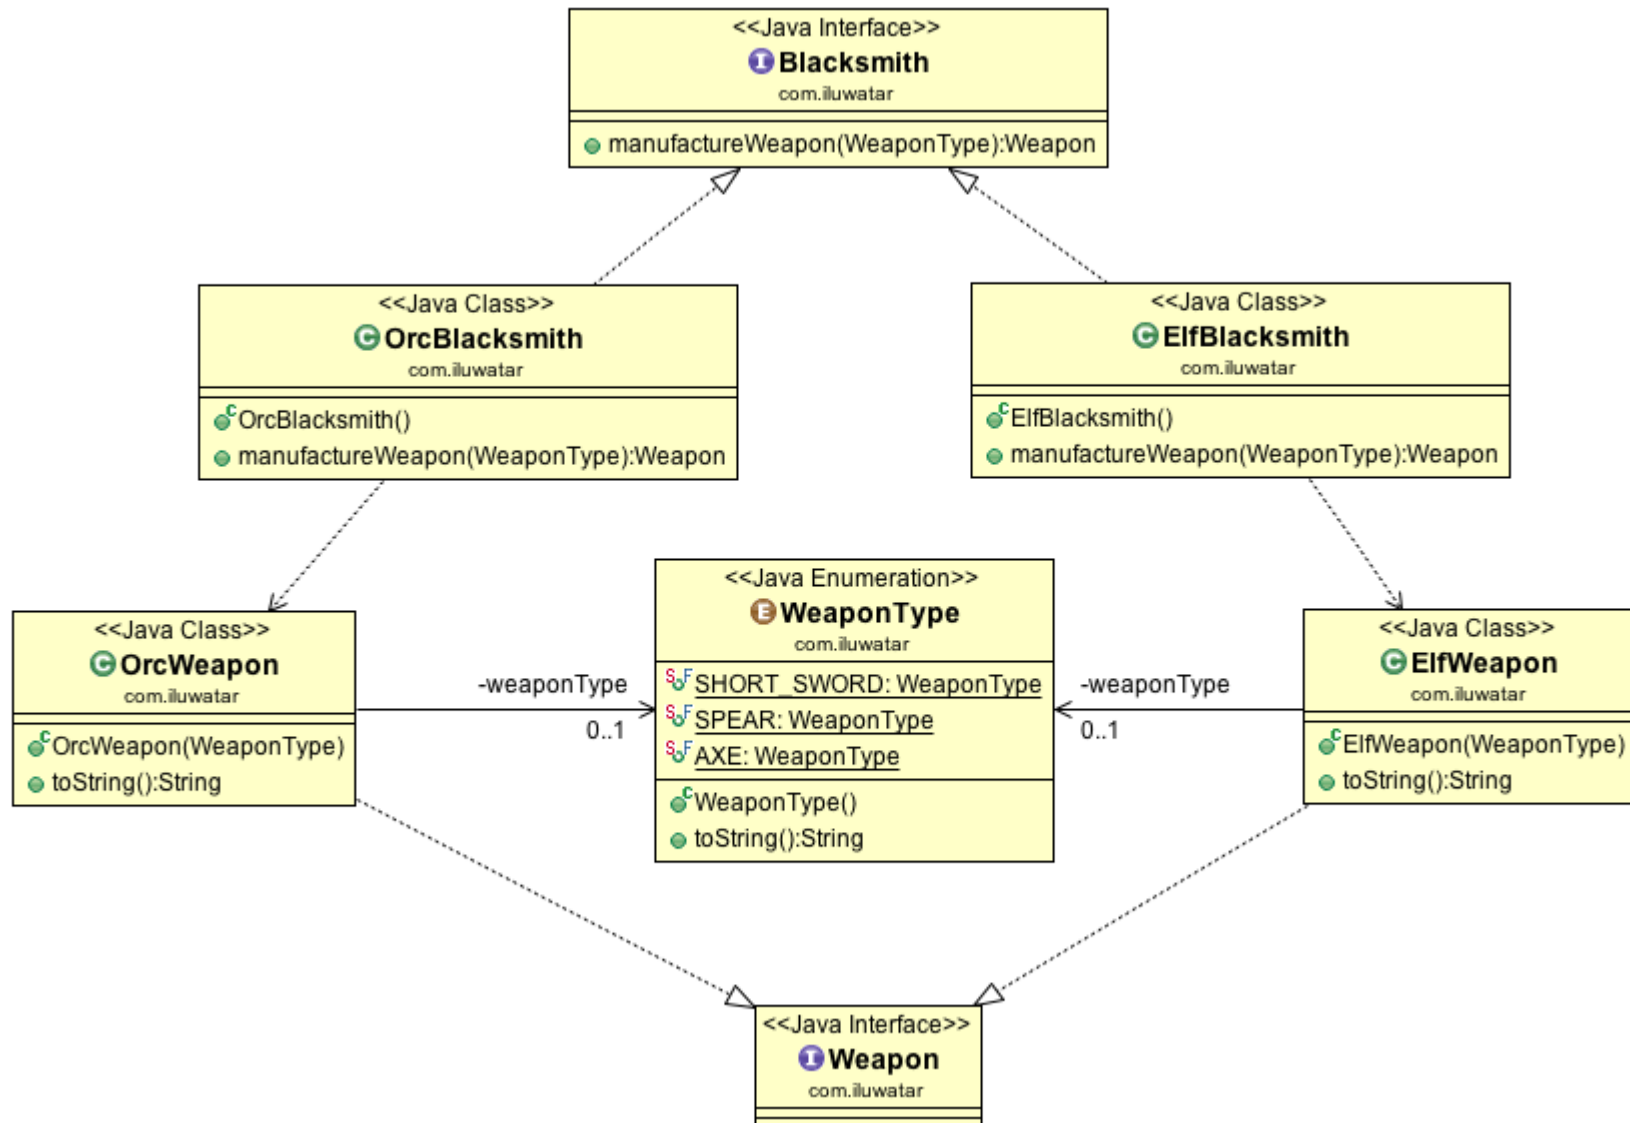 <<Java Interface>>
Blacksmith
com.iluwatar
manufactureWeapon(WeaponType):Weapon
<<Java Class>>
OrcBlacksmith
com.iluwatar
OrcBlacksmith()
manufactureWeapon(WeaponType):Weapon
<<Java Class>>
ElfBlacksmith
com.iluwatar
ElfBlacksmith()
manufactureWeapon(WeaponType):Weapon
<<Java Class>>
OrcWeapon
com.iluwatar
OrcWeapon(WeaponType)
toString():String
-weaponType
0..1
<<Java Enumeration>>
WeaponType
com.iluwatar
SHORT_SWORD: WeaponType
SPEAR: WeaponType
AXE: WeaponType
WeaponType()
toString():String
-weaponType
0..1
<<Java Class>>
ElfWeapon
com.iluwatar
ElfWeapon(WeaponType)
toString():String
<<Java Interface>>
Weapon
com.iluwatar